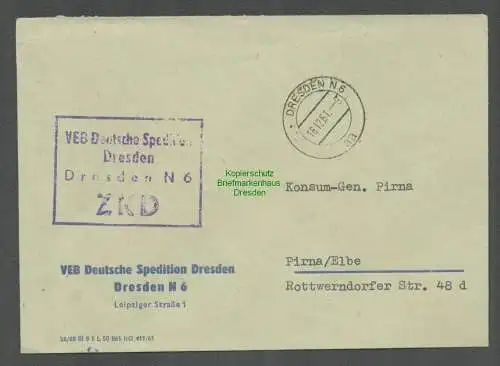 DRESDEN N 6
VEB Deutsche Spedition
Dresden
Dresden N 6
ZKD
Kopierschutz
Briefmarkenhaus
Dresden
Konsum-Gen. Pirna
Pirna/Elbe
Rottwerndorfer Str. 48 d
VEB Deutsche Spedition Dresden
Dresden N 6
Leipziger Straße 1